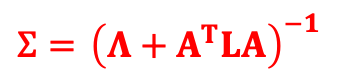 Σ = (Λ + AᵀLA)⁻¹